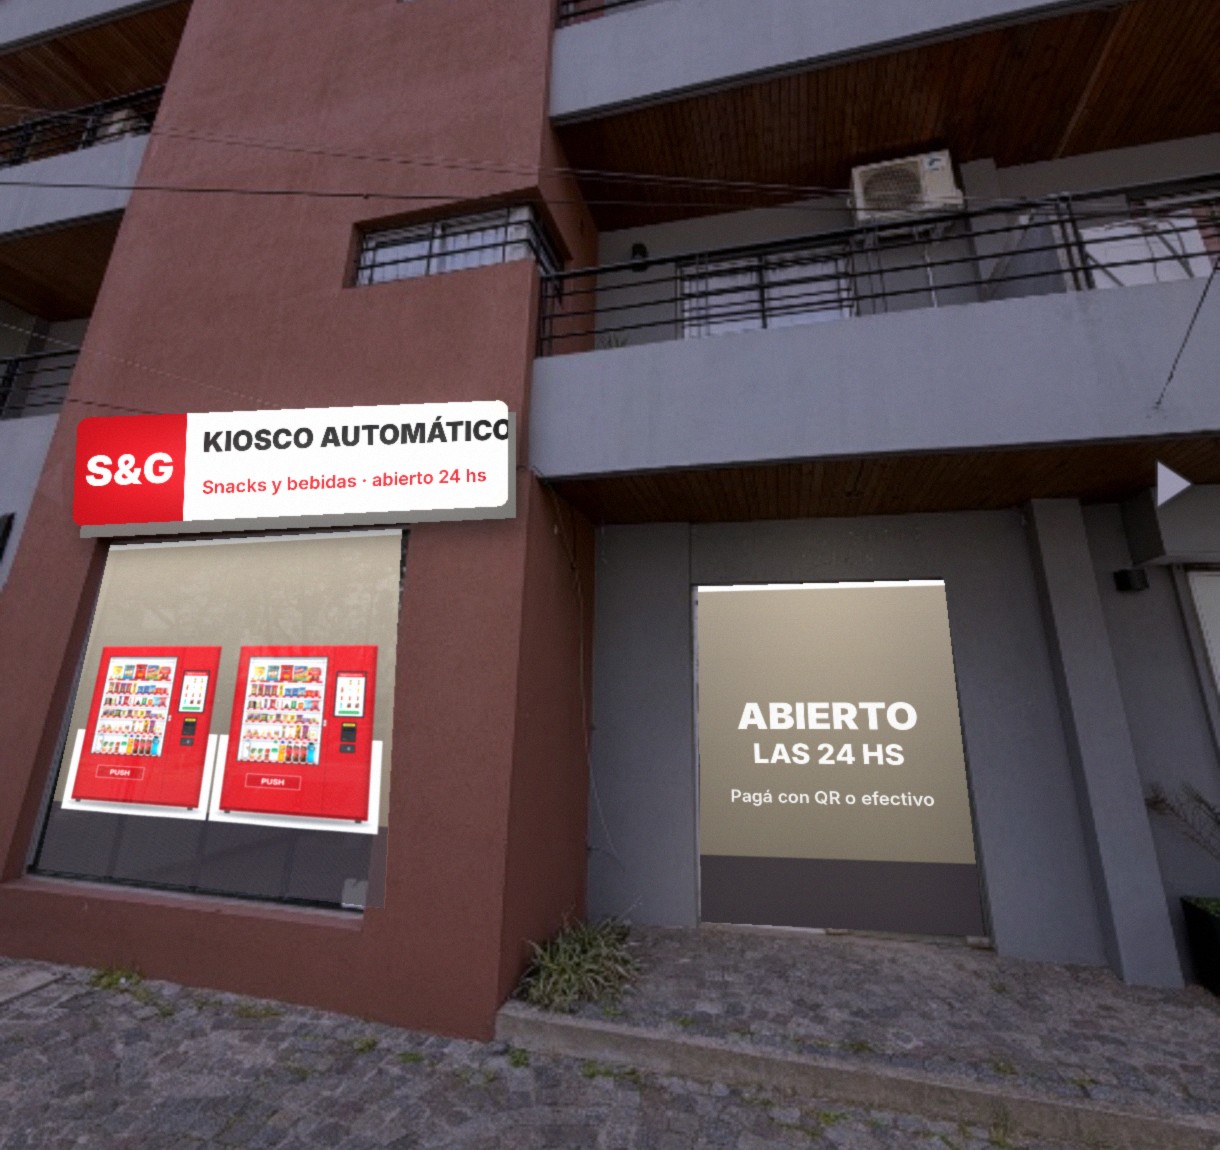 S&G
KIOSCO AUTOMÁTICO
Snacks y bebidas · abierto 24 hs
PUSH
PUSH
ABIERTO
LAS 24 HS
Pagá con QR o efectivo